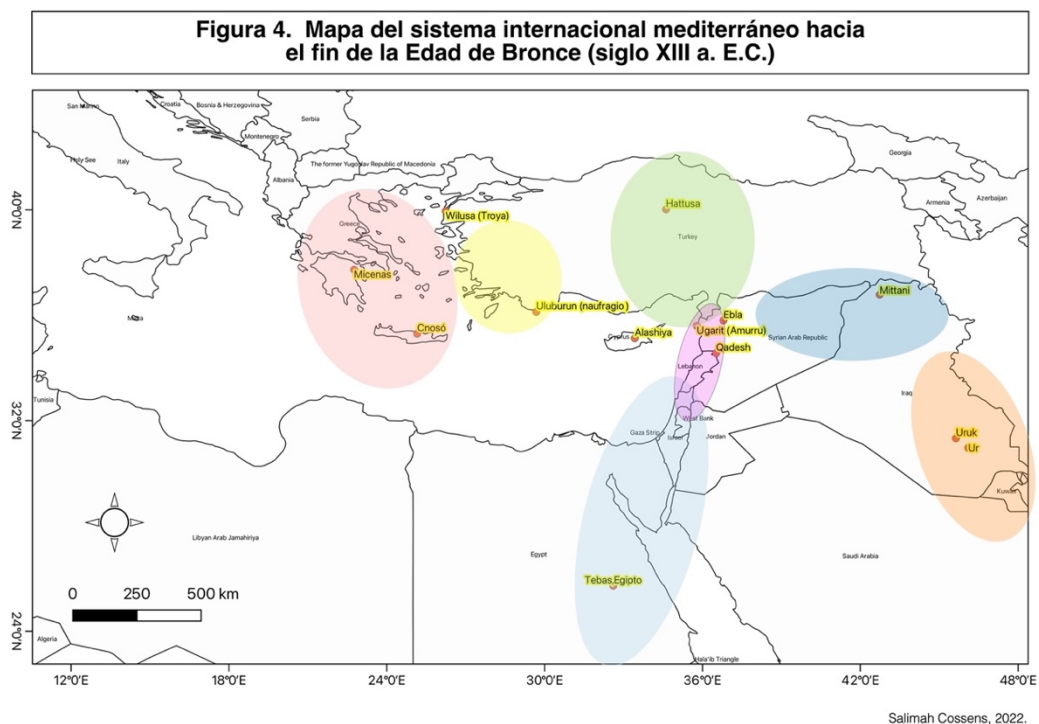 Figura 4. Mapa del sistema internacional mediterráneo hacia
el fin de la Edad de Bronce (siglo XIII a. E.C.)
San Marino
Croatia
Bosnia & Herzegovina
Serbia
Montenegro
Holy See
Italy
Albania
The former Yugoslav Republic of Macedonia
Georgia
Armenia
Azerbaijan
40°0'N
Greece
Wilusa (Troya)
Hattusa
Turkey
Micenas
Mittani
Uluburun (naufragio)
Ebla
Malta
Cnosó
Cyprus
Alashiya
Ugarit (Amurru)
Syrian Arab Republic
Qadesh
Lebanon
Tunisia
Iraq
32°0'N
West Bank
Gaza Strip
Israel
Jordan
Uruk
Ur
Kuwait
Libyan Arab Jamahiriya
Egypt
Saudi Arabia
Tebas,Egipto
0 250 500 km
24°0'N
Algeria
Hala'ib Triangle
12°0'E 18°0'E 24°0'E 30°0'E 36°0'E 42°0'E 48°0'E
Salimah Cossens, 2022.